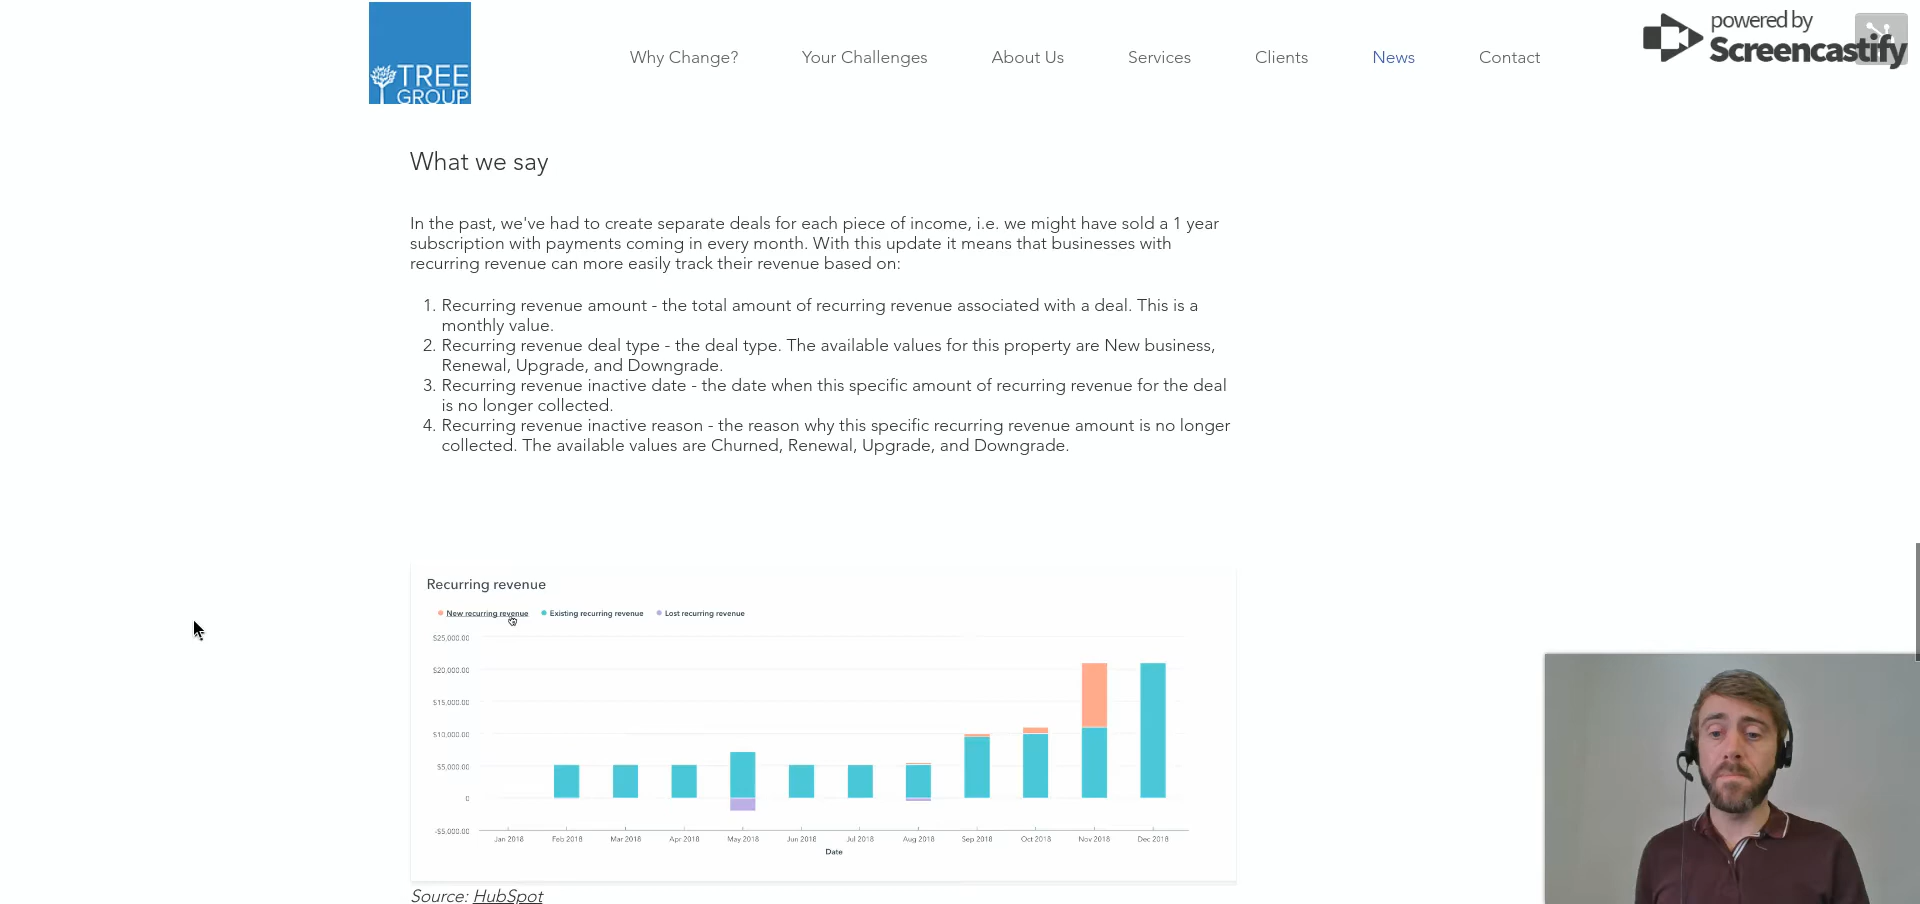 TREE
GROUP
Why Change?
Your Challenges
About Us
Services
Clients
News
Contact
powered by
Screencastify
What we say
In the past, we've had to create separate deals for each piece of income, i.e. we might have sold a 1 year
subscription with payments coming in every month. With this update it means that businesses with
recurring revenue can more easily track their revenue based on:
1. Recurring revenue amount - the total amount of recurring revenue associated with a deal. This is a
monthly value.
2. Recurring revenue deal type - the deal type. The available values for this property are New business,
Renewal, Upgrade, and Downgrade.
3. Recurring revenue inactive date - the date when this specific amount of recurring revenue for the deal
is no longer collected.
4. Recurring revenue inactive reason - the reason why this specific recurring revenue amount is no longer
collected. The available values are Churned, Renewal, Upgrade, and Downgrade.
Recurring revenue
New recurring revenue
Existing recurring revenue
Lost recurring revenue
$25,000.00
$20,000.00
$15,000.00
$10,000.00
$5,000.00
0
-$5,000.00
Jan 2018
Feb 2018
Mar 2018
Apr 2018
May 2018
Jun 2018
Jul 2018
Aug 2018
Sep 2018
Oct 2018
Nov 2018
Dec 2018
Date
Source: HubSpot